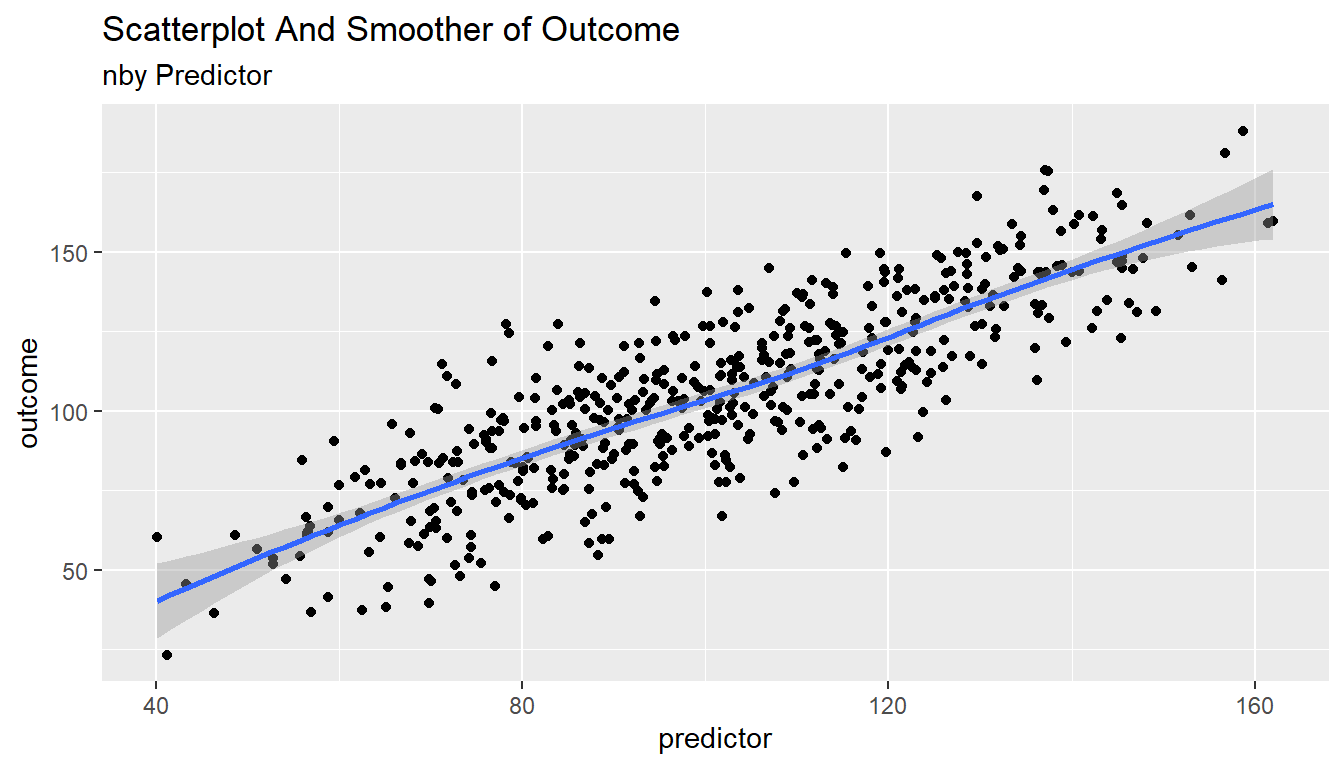 Scatterplot And Smoother of Outcome
nby Predictor
outcome
150
100
50
40 80 120 160
predictor